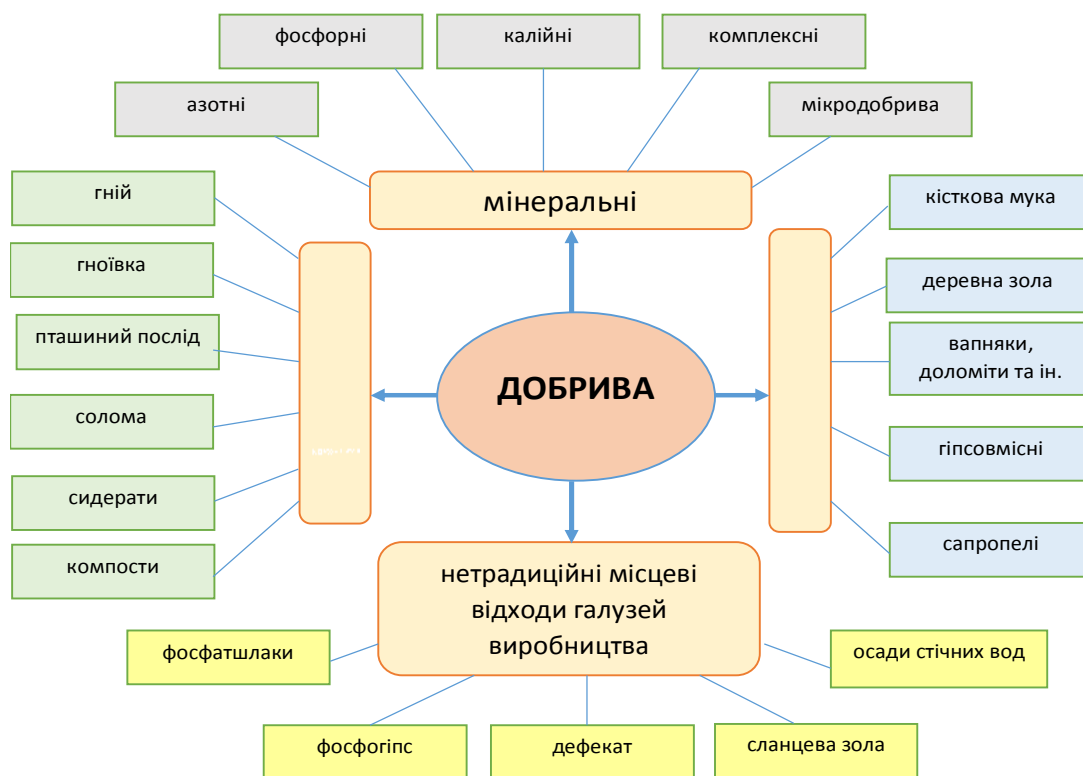 фосфорні
калійні
комплексні
азотні
мікродобрива
мінеральні
гній
гноївка
пташиний послід
солома
сидерати
компости
ДОБРИВА
кісткова мука
деревна зола
вапняки,
доломіти та ін.
гіпсовмісні
сапропелі
нетрадиційні місцеві
відходи галузей
виробництва
фосфатшлаки
осади стічних вод
фосфогіпс
дефекат
сланцева зола